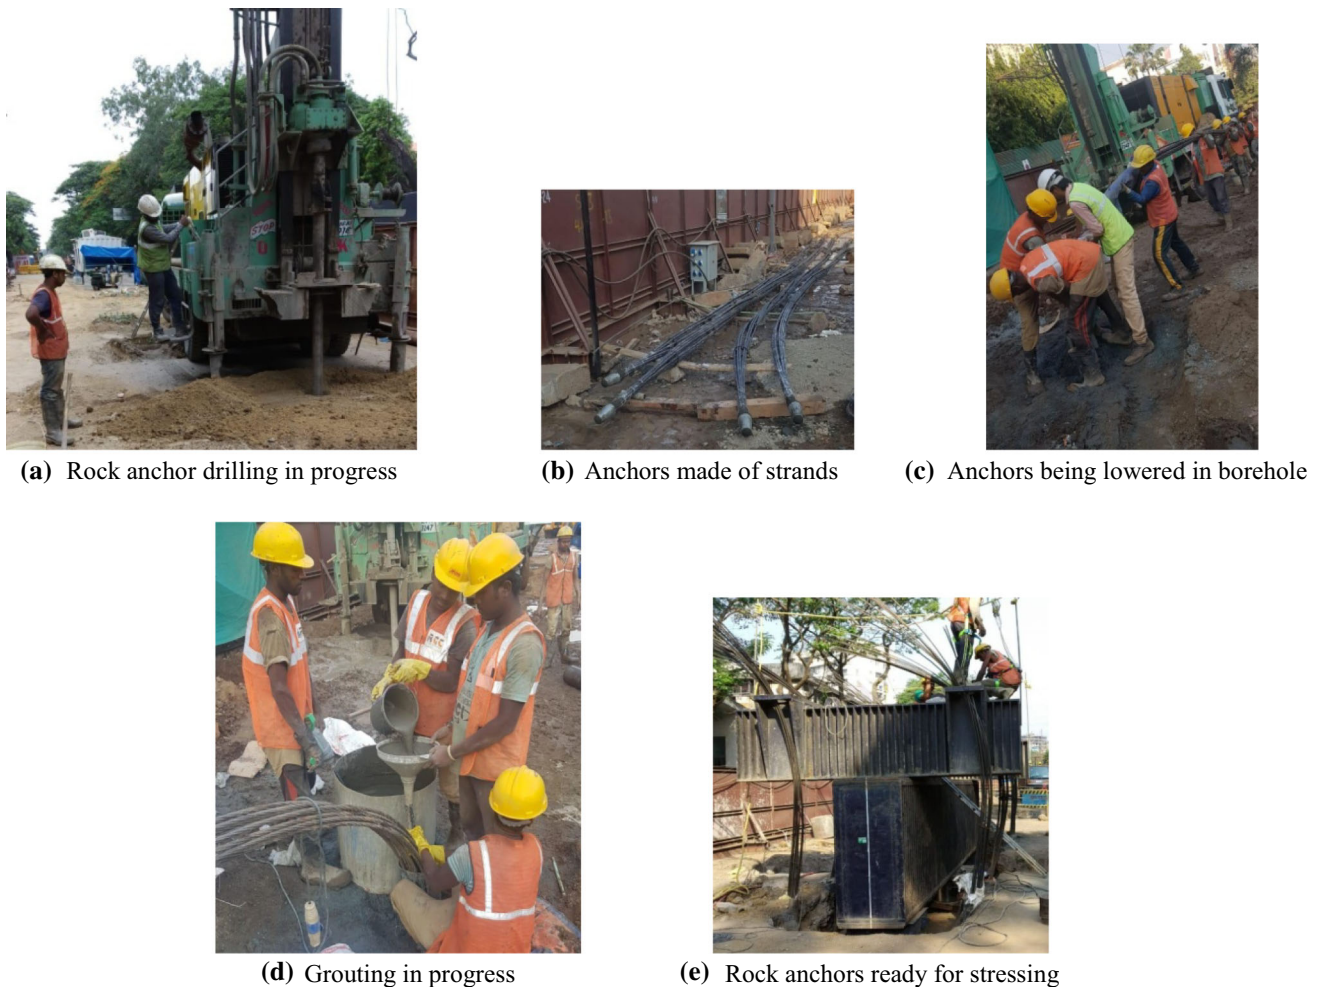 (a) Rock anchor drilling in progress
(b) Anchors made of strands
(c) Anchors being lowered in borehole
(d) Grouting in progress
(e) Rock anchors ready for stressing